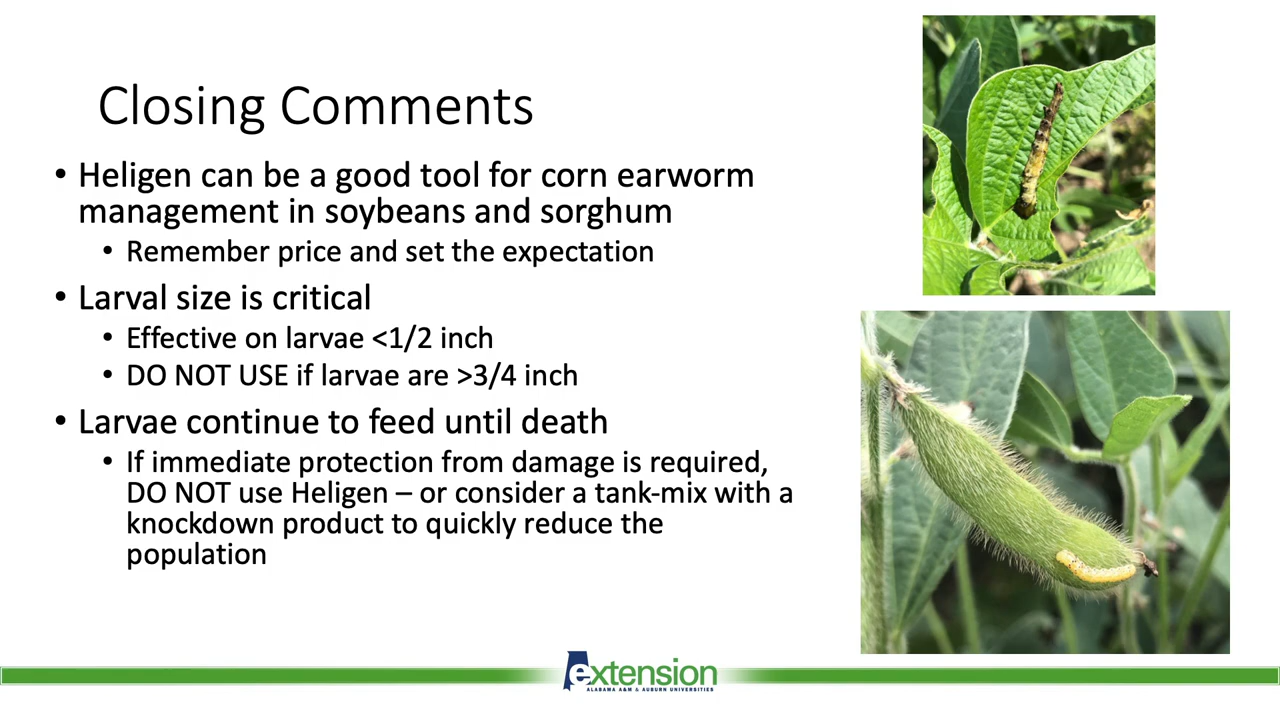 Closing Comments
• Heligen can be a good tool for corn earworm
management in soybeans and sorghum
• Remember price and set the expectation
• Larval size is critical
• Effective on larvae <1/2 inch
• DO NOT USE if larvae are >3/4 inch
• Larvae continue to feed until death
• If immediate protection from damage is required,
DO NOT use Heligen – or consider a tank-mix with a
knockdown product to quickly reduce the
population
extension
ALABAMA A&M & AUBURN UNIVERSITIES